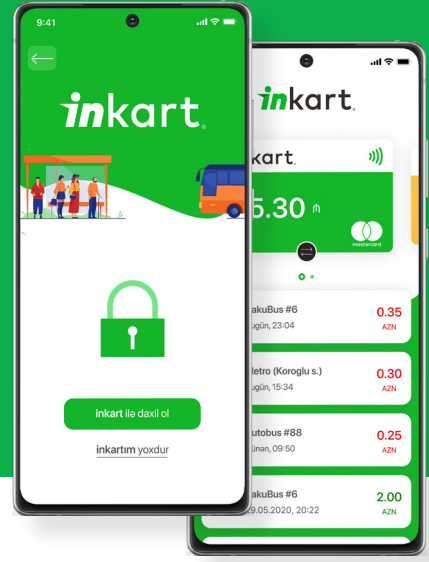 9:41
inkart.
inkart ilə daxil ol
inkartım yoxdur
inkart.
kart.
5.30 ₼
mastercard
akuBus #6
0.35
ugün, 23:04
AZN
letro (Koroglu s.)
0.30
ugün, 15:34
AZN
utobus #88
0.25
ünən, 09:50
AZN
akuBus #6
2.00
9.05.2020, 20:22
AZN